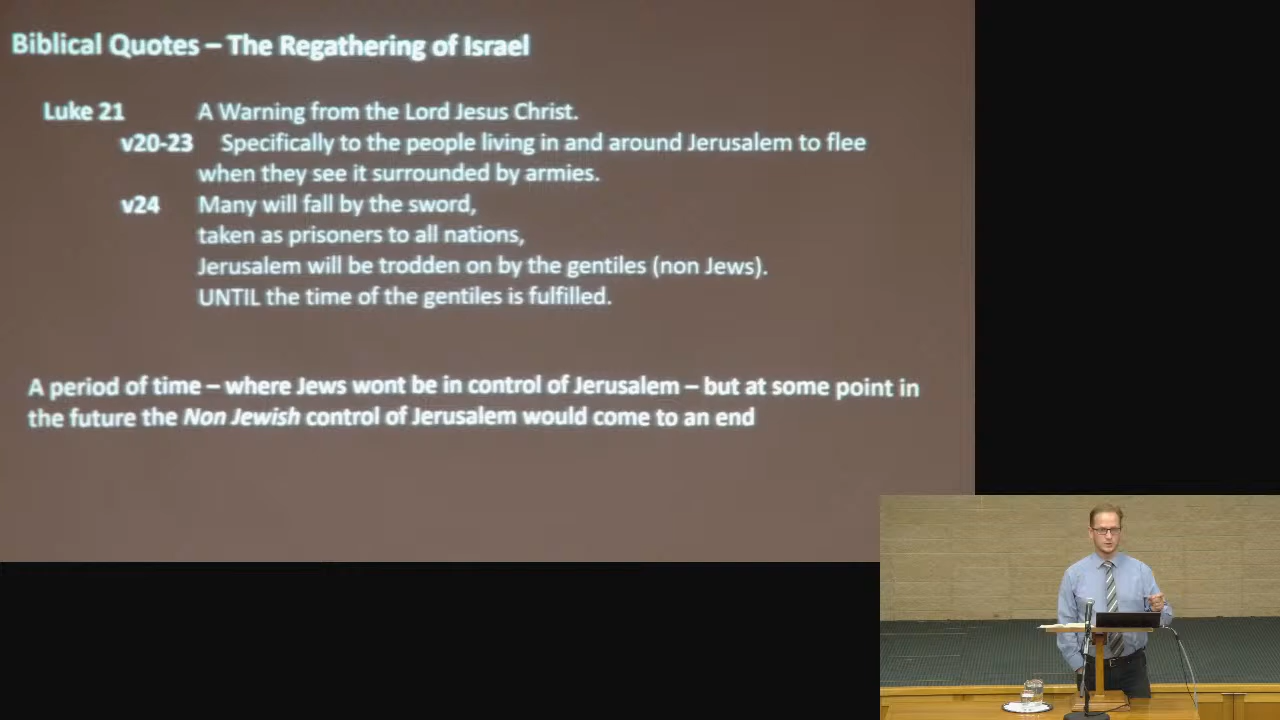 Biblical Quotes – The Regathering of Israel
Luke 21 A Warning from the Lord Jesus Christ.
v20-23 Specifically to the people living in and around Jerusalem to flee
when they see it surrounded by armies.
v24 Many will fall by the sword,
taken as prisoners to all nations,
Jerusalem will be trodden on by the gentiles (non Jews).
UNTIL the time of the gentiles is fulfilled.
A period of time – where Jews wont be in control of Jerusalem – but at some point in
the future the Non Jewish control of Jerusalem would come to an end